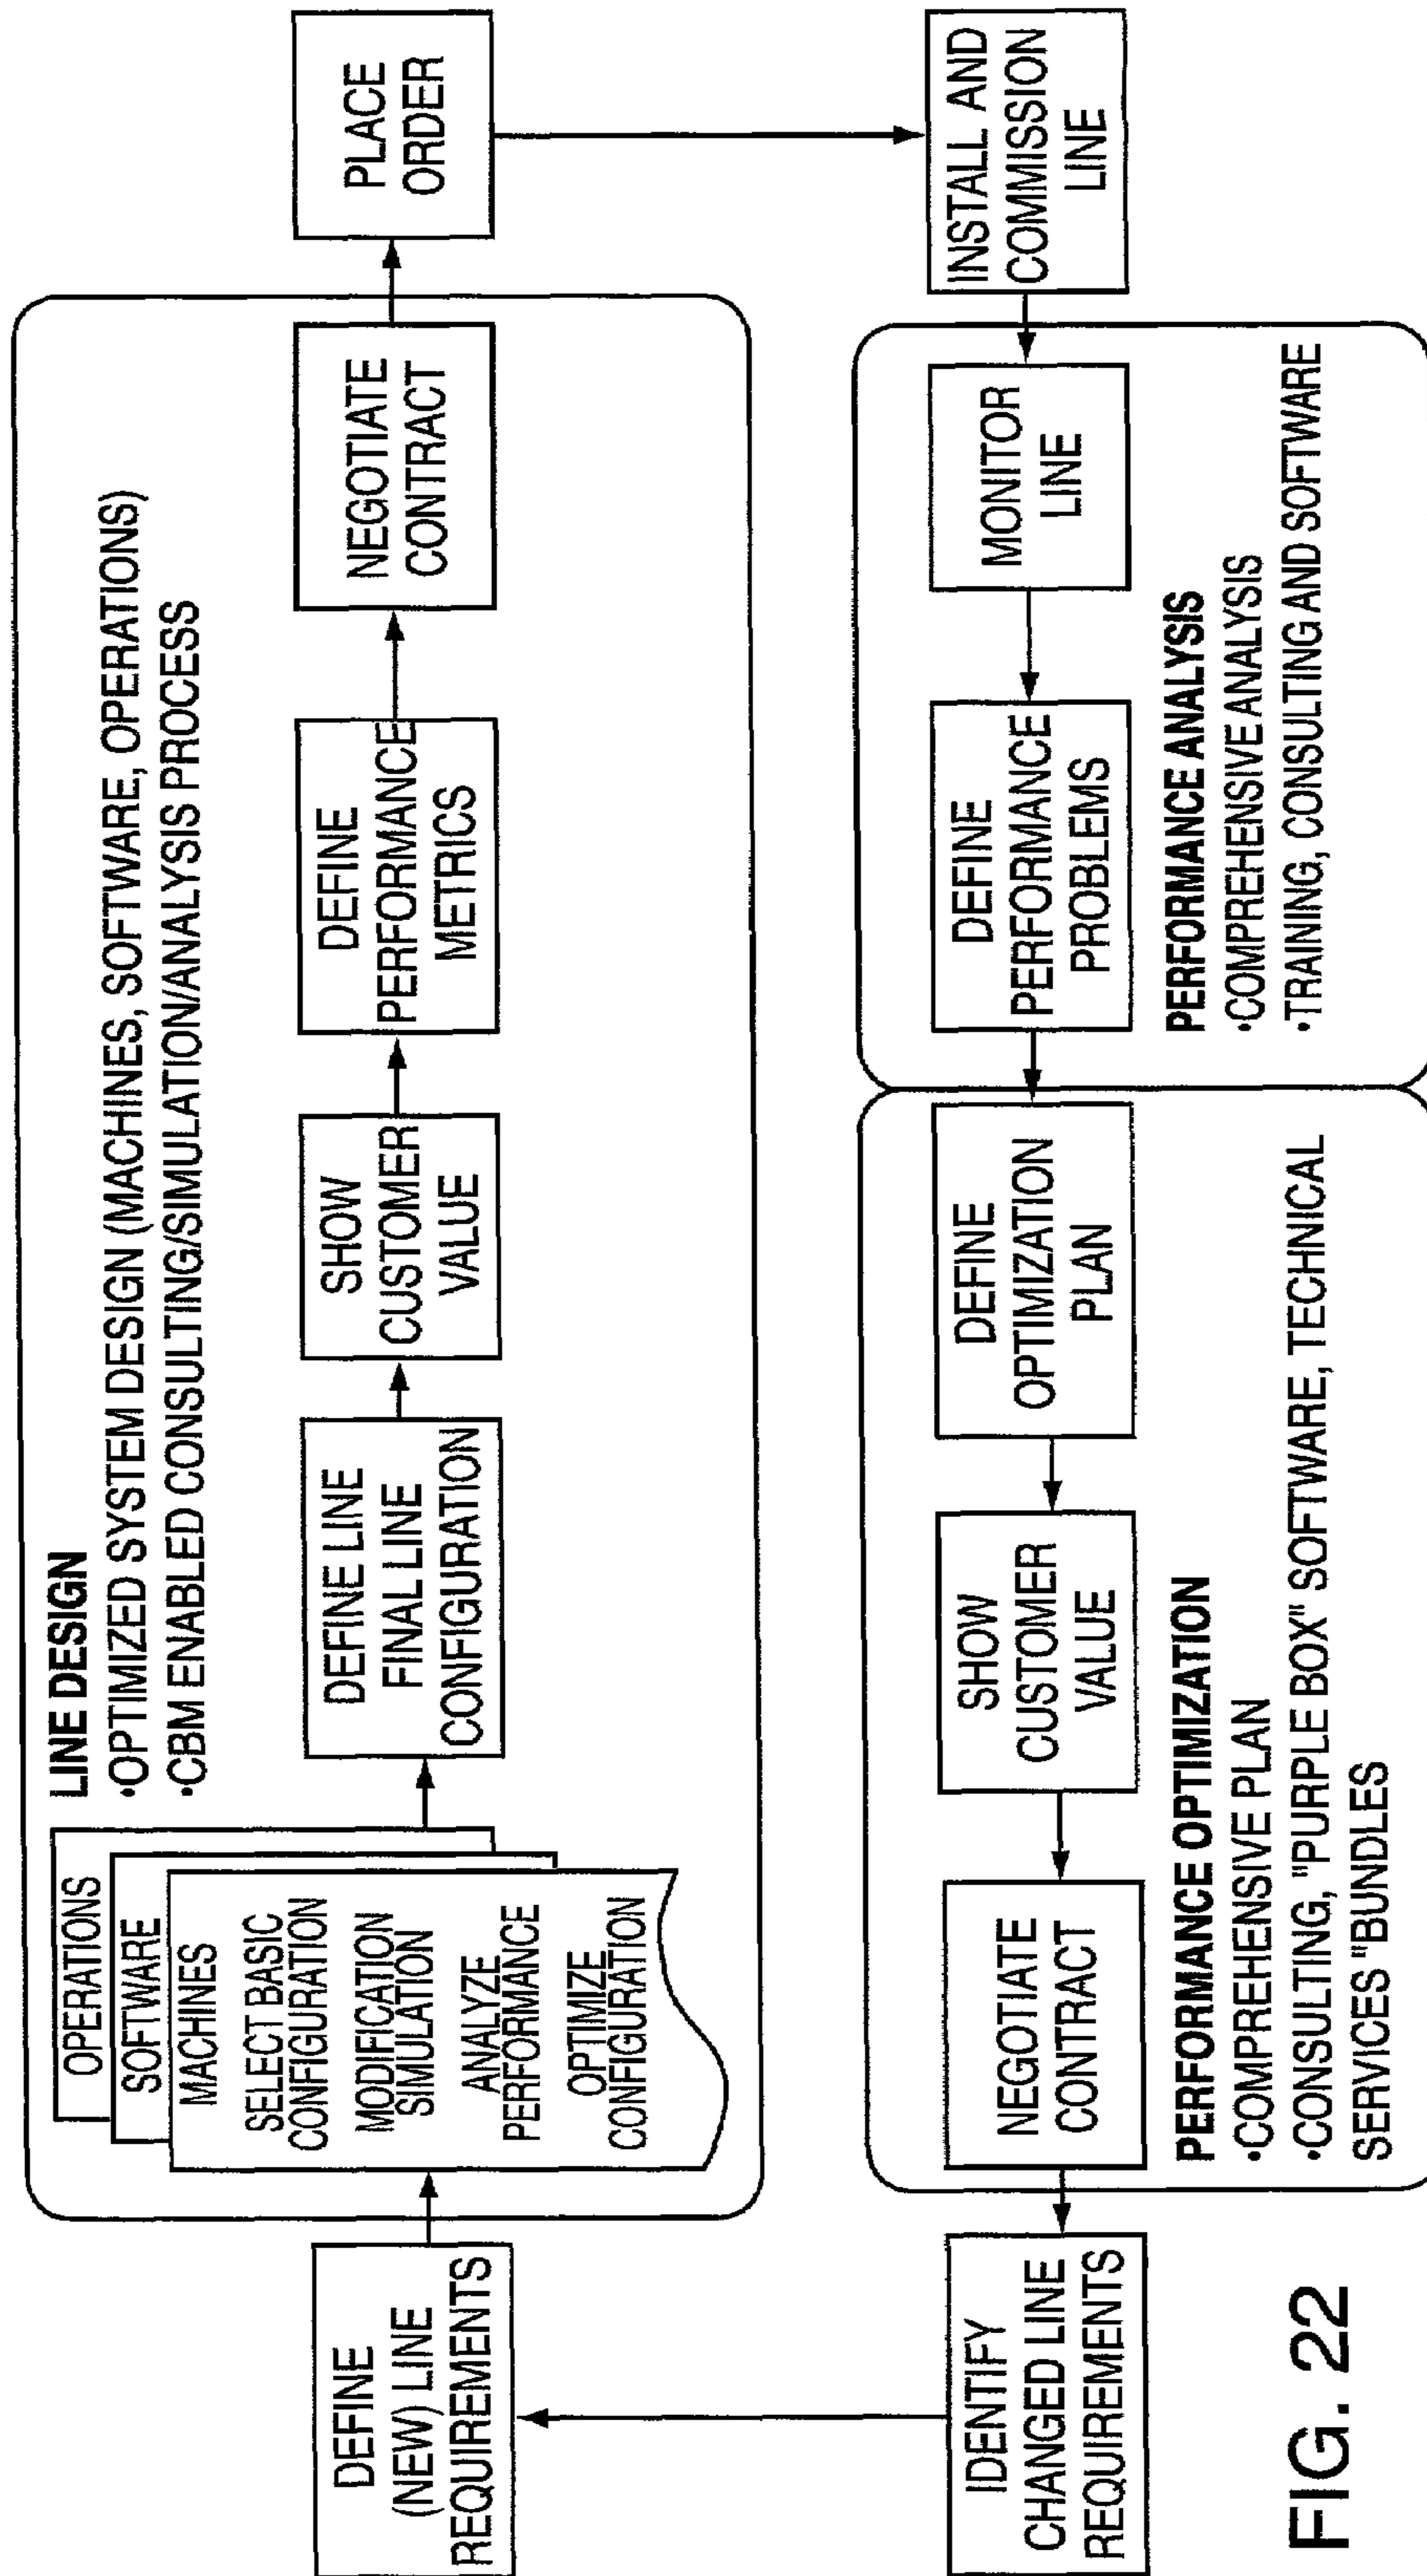 LINE DESIGN
•OPTIMIZED SYSTEM DESIGN (MACHINES, SOFTWARE, OPERATIONS)
•CBM ENABLED CONSULTING/SIMULATION/ANALYSIS PROCESS
DEFINE
(NEW) LINE
REQUIREMENTS
OPERATIONS
SOFTWARE
MACHINES
SELECT BASIC
CONFIGURATION
MODIFICATION
SIMULATION
ANALYZE
PERFORMANCE
OPTIMIZE
CONFIGURATION
DEFINE LINE
FINAL LINE
CONFIGURATION
SHOW
CUSTOMER
VALUE
DEFINE
PERFORMANCE
METRICS
NEGOTIATE
CONTRACT
PLACE
ORDER
INSTALL AND
COMMISSION
LINE
MONITOR
LINE
DEFINE
PERFORMANCE
PROBLEMS
PERFORMANCE ANALYSIS
•COMPREHENSIVE ANALYSIS
•TRAINING, CONSULTING AND SOFTWARE
DEFINE
OPTIMIZATION
PLAN
SHOW
CUSTOMER
VALUE
NEGOTIATE
CONTRACT
PERFORMANCE OPTIMIZATION
•COMPREHENSIVE PLAN
•CONSULTING, "PURPLE BOX" SOFTWARE, TECHNICAL
SERVICES "BUNDLES
IDENTIFY
CHANGED LINE
REQUIREMENTS
FIG. 22